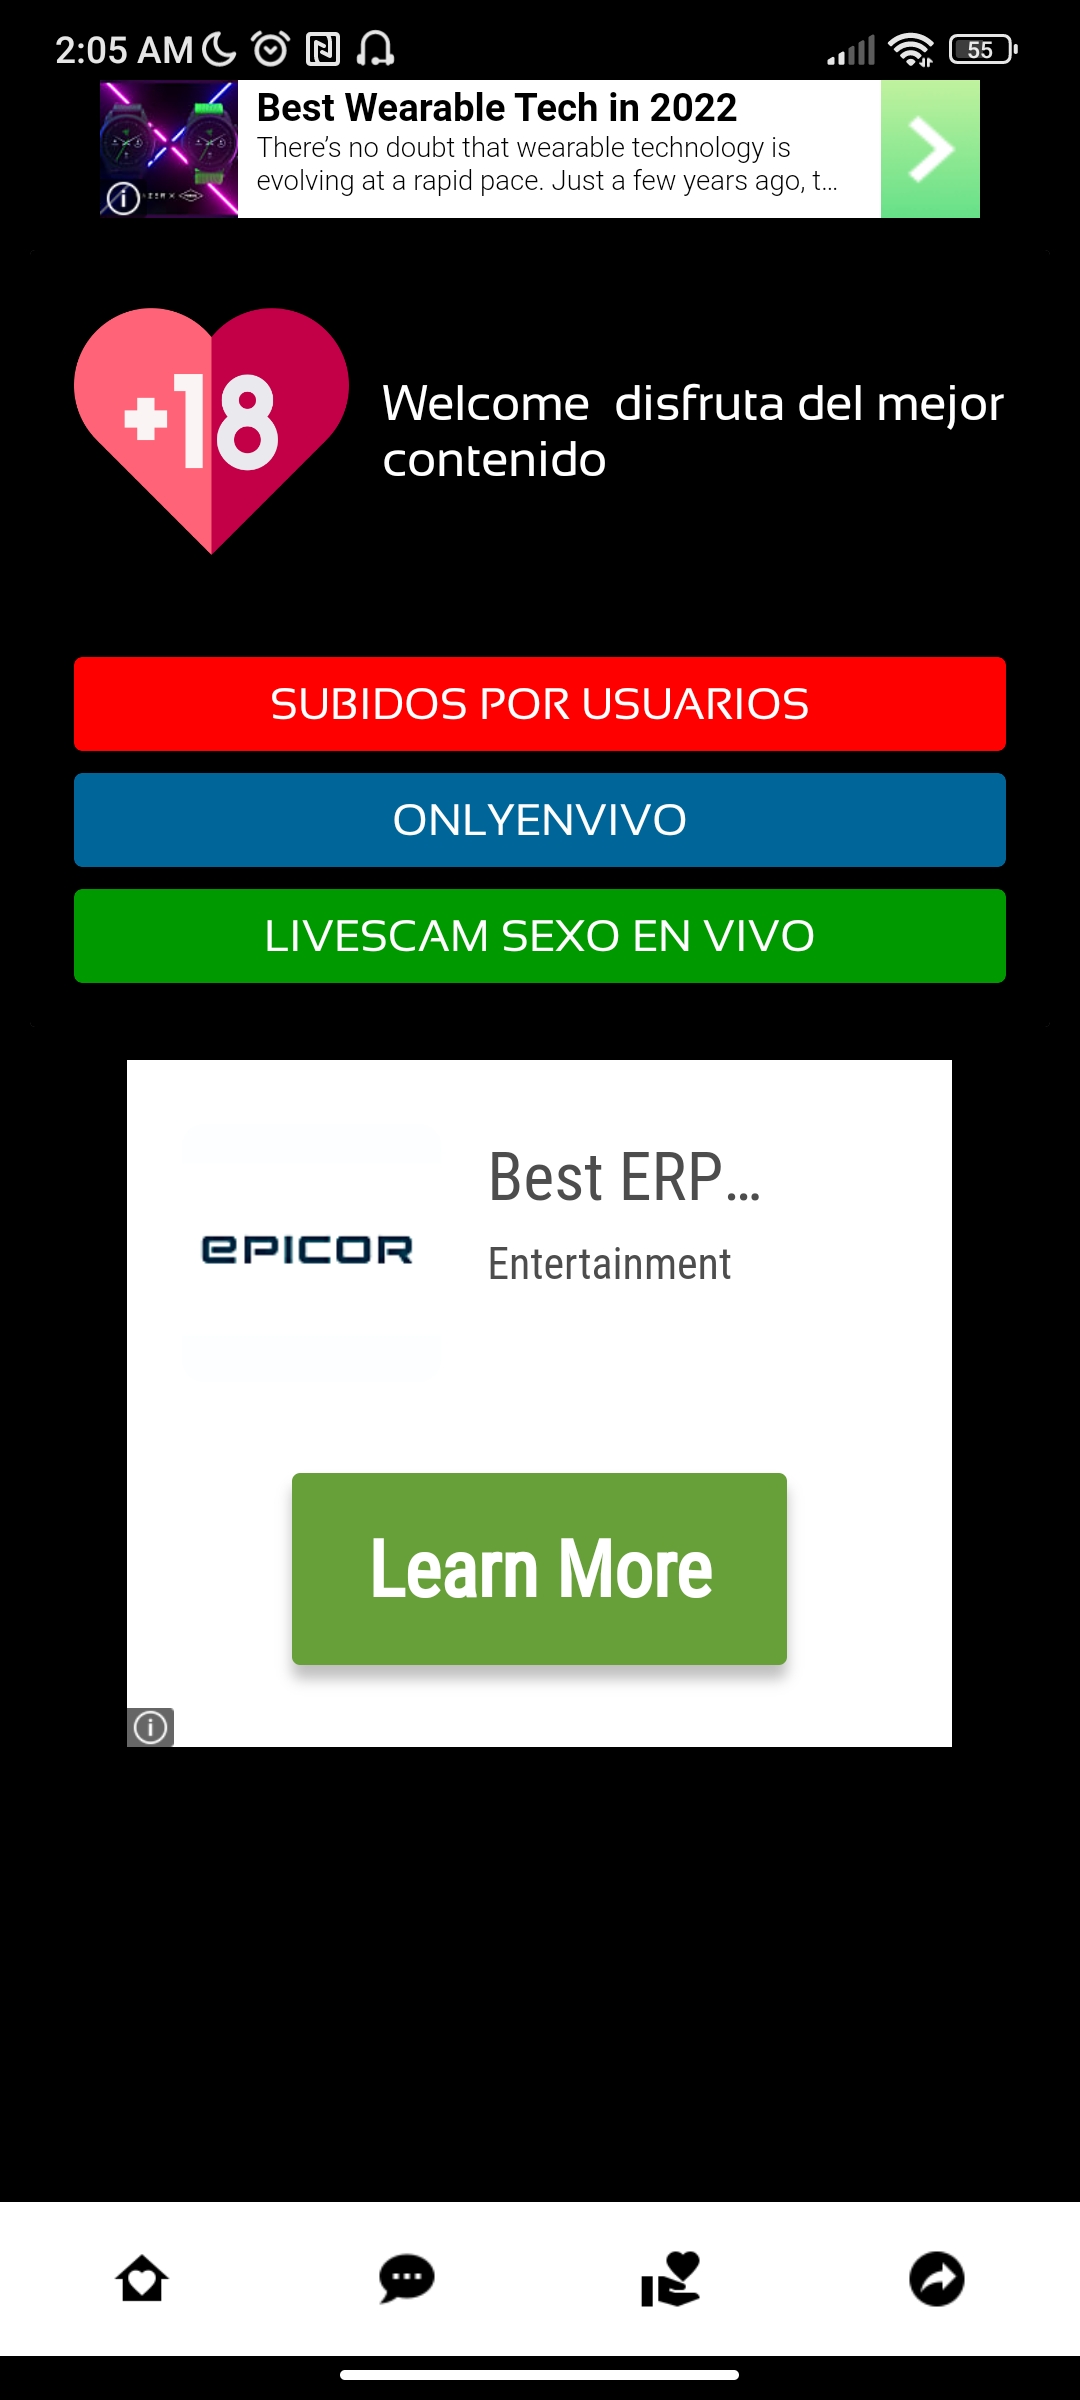 2:05 AM
55
Best Wearable Tech in 2022
There's no doubt that wearable technology is
evolving at a rapid pace. Just a few years ago, t...
+18
Welcome disfruta del mejor
contenido
SUBIDOS POR USUARIOS
ONLYENVIVO
LIVESCAM SEXO EN VIVO
Best ERP...
EPICOR
Entertainment
Learn More